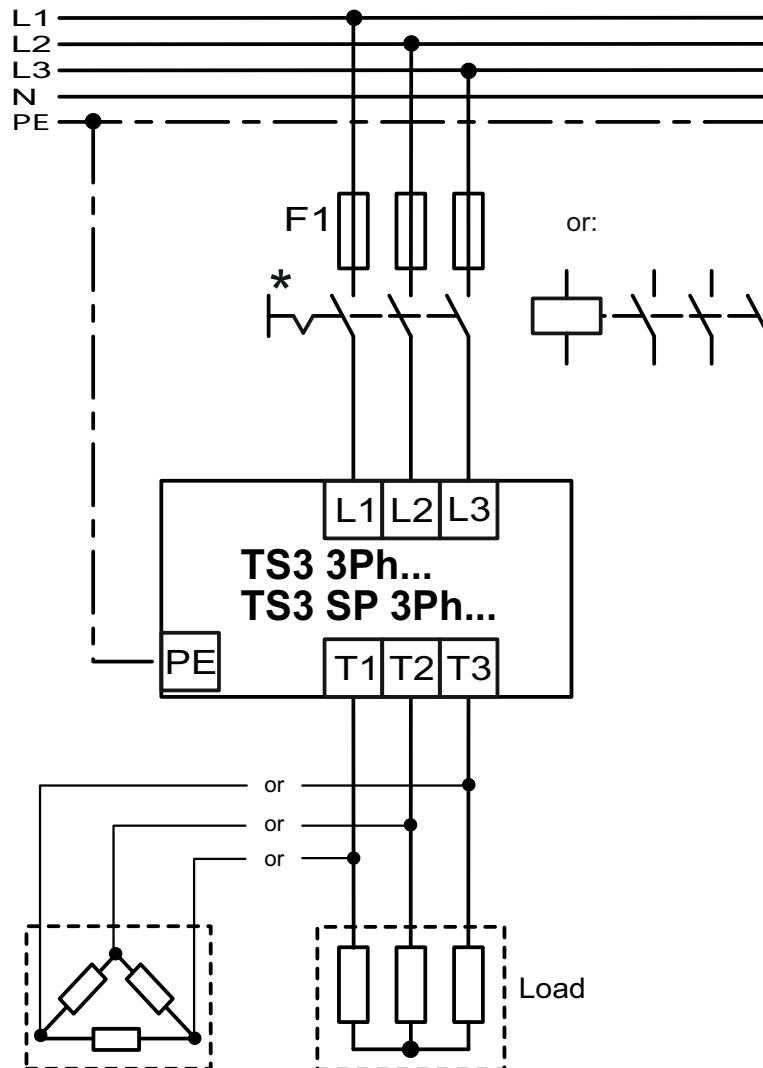 L1
L2
L3
N
PE
F1
or:
*
L1 L2 L3
TS3 3Ph...
TS3 SP 3Ph...
PE
T1 T2 T3
or
or
or
Load